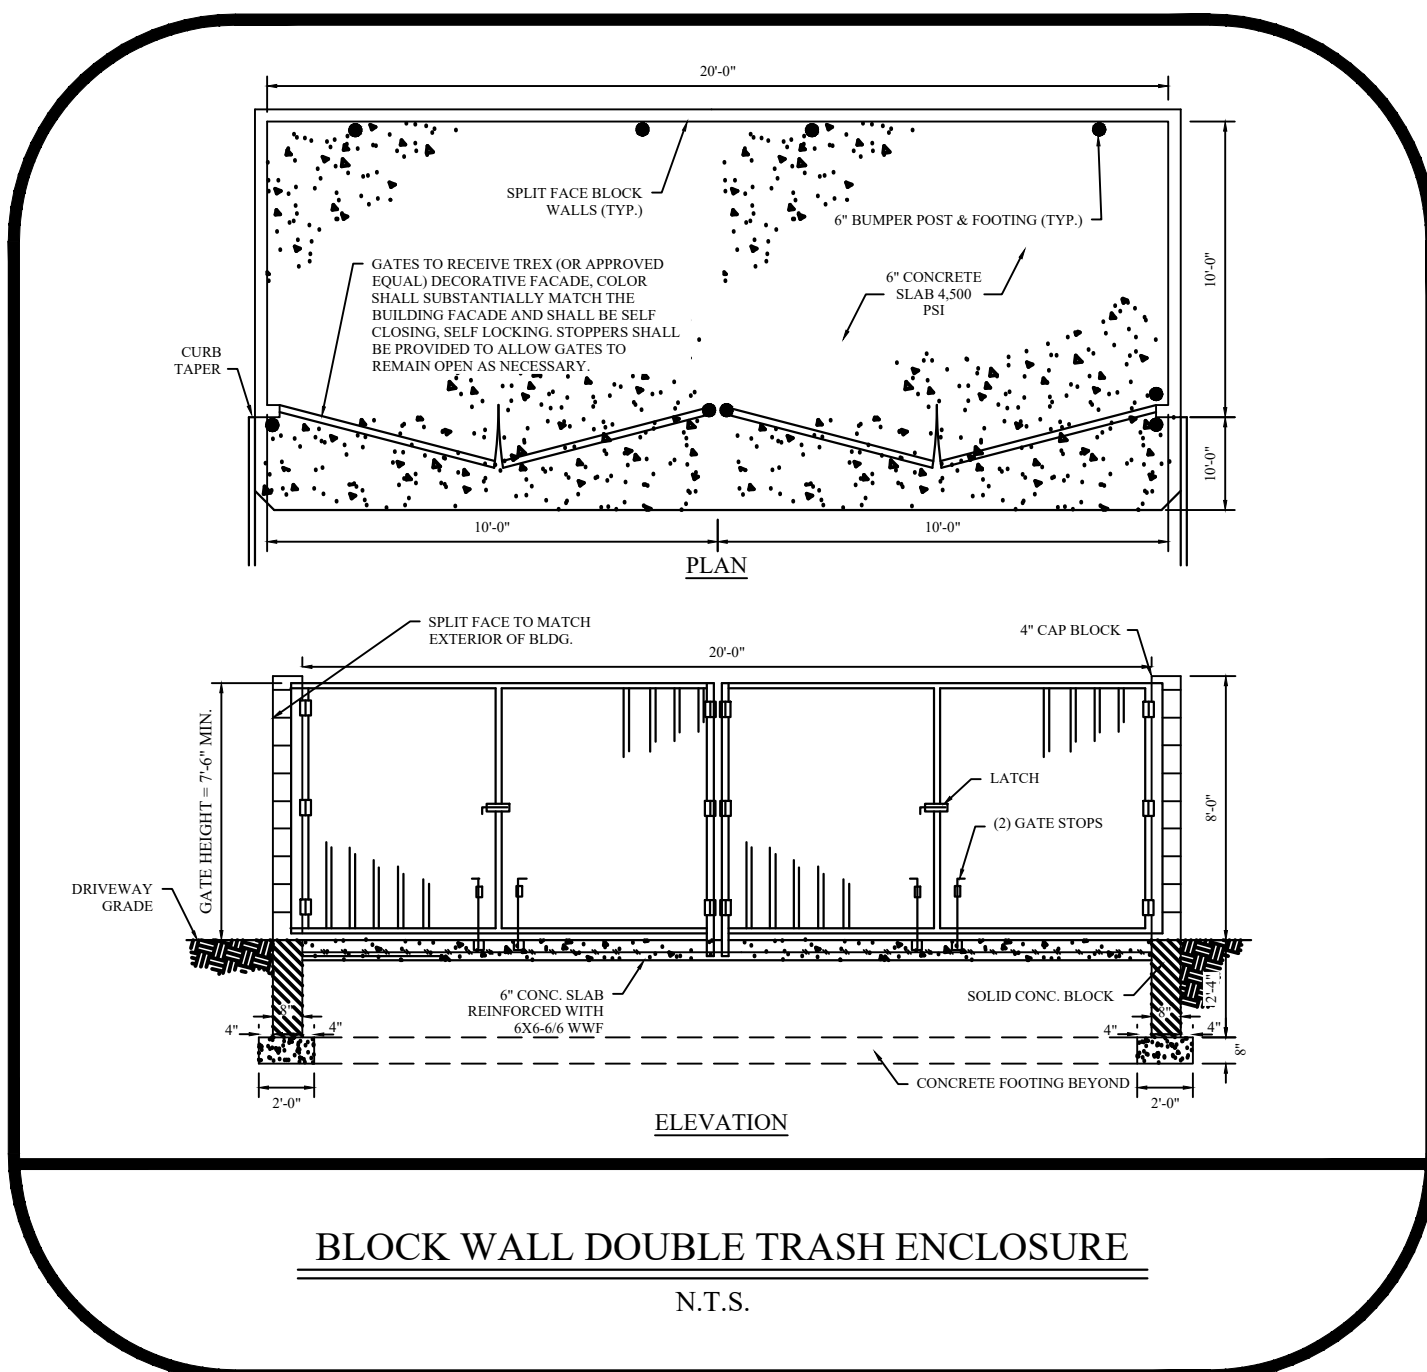 20'-0"
SPLIT FACE BLOCK
WALLS (TYP.)
6" BUMPER POST & FOOTING (TYP.)
10'-0"
GATES TO RECEIVE TREX (OR APPROVED
EQUAL) DECORATIVE FACADE, COLOR
SHALL SUBSTANTIALLY MATCH THE
BUILDING FACADE AND SHALL BE SELF
CLOSING, SELF LOCKING. STOPPERS SHALL
BE PROVIDED TO ALLOW GATES TO
REMAIN OPEN AS NECESSARY.
6" CONCRETE
SLAB 4,500
PSI
CURB
TAPER
10'-0"
10'-0"
10'-0"
PLAN
SPLIT FACE TO MATCH
EXTERIOR OF BLDG.
4" CAP BLOCK
20'-0"
GATE HEIGHT = 7'-6" MIN.
LATCH
(2) GATE STOPS
8'-0"
DRIVEWAY
GRADE
6" CONC. SLAB
REINFORCED WITH
6X6-6/6 WWF
SOLID CONC. BLOCK
12'-4"
8"
8"
4"
4"
4"
4"
8"
CONCRETE FOOTING BEYOND
2'-0"
2'-0"
ELEVATION
BLOCK WALL DOUBLE TRASH ENCLOSURE
N.T.S.